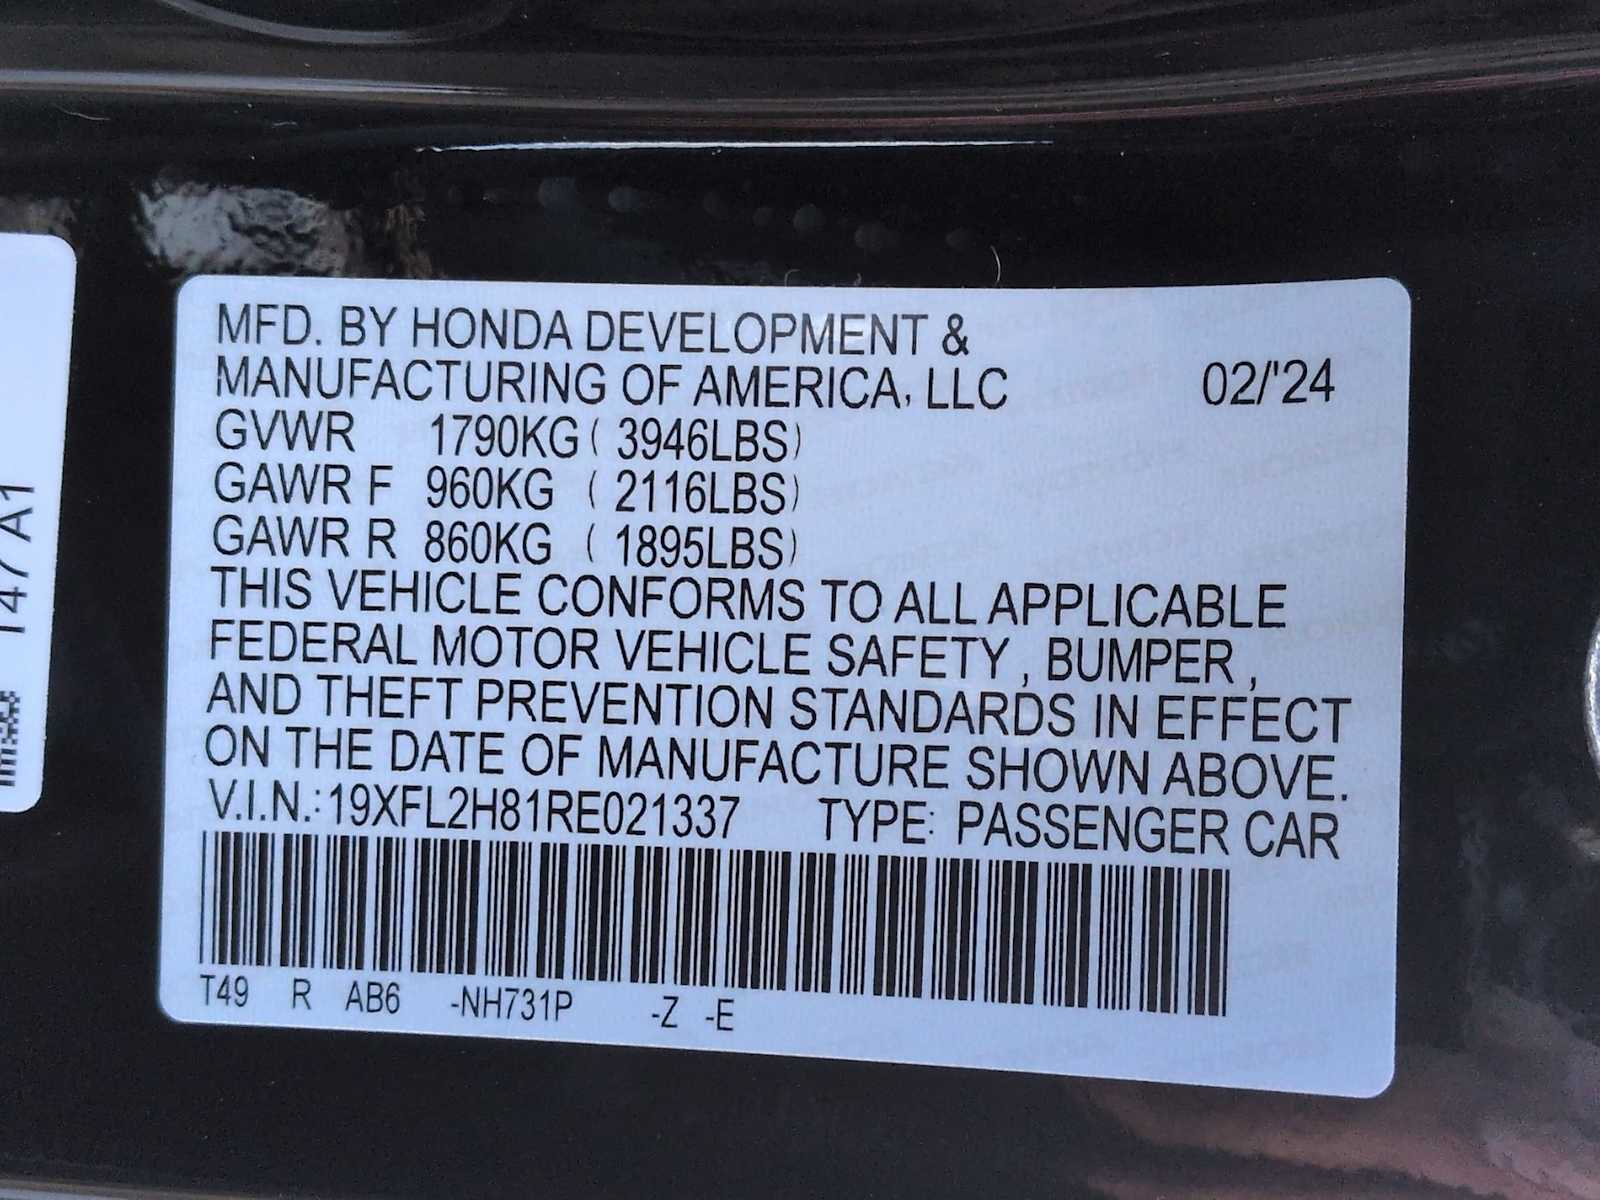 MFD. BY HONDA DEVELOPMENT &
MANUFACTURING OF AMERICA, LLC 02/'24
GVWR 1790KG ( 3946LBS)
GAWR F 960KG ( 2116LBS)
GAWR R 860KG ( 1895LBS)
THIS VEHICLE CONFORMS TO ALL APPLICABLE
FEDERAL MOTOR VEHICLE SAFETY , BUMPER ,
AND THEFT PREVENTION STANDARDS IN EFFECT
ON THE DATE OF MANUFACTURE SHOWN ABOVE.
V.I.N.: 19XFL2H81RE021337 TYPE: PASSENGER CAR
T49 R AB6 -NH731P -Z -E
147A1